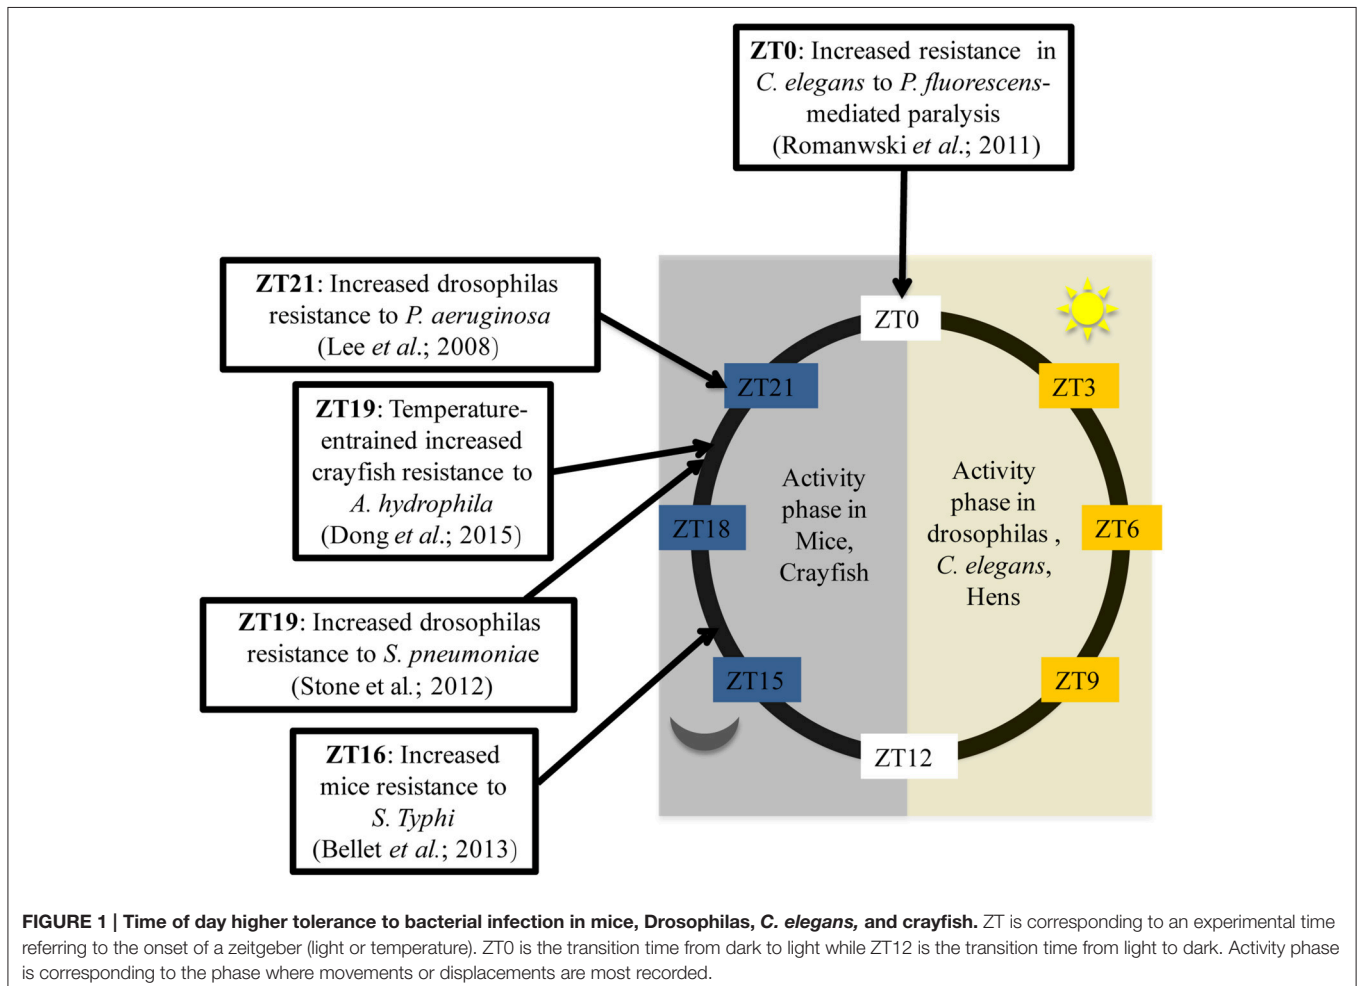 ZT0: Increased resistance in
C. elegans to P. fluorescens-
mediated paralysis
(Romanwski et al.; 2011)
ZT21: Increased drosophilas
resistance to P. aeruginosa
(Lee et al.; 2008)
ZT19: Temperature-
entrained increased
crayfish resistance to
A. hydrophila
(Dong et al.; 2015)
ZT19: Increased drosophilas
resistance to S. pneumoniae
(Stone et al.; 2012)
ZT16: Increased
mice resistance to
S. Typhi
(Bellet et al.; 2013)
ZT0
ZT3
ZT6
ZT9
ZT12
ZT15
ZT18
ZT21
Activity
phase in
Mice,
Crayfish
Activity
phase in
drosophilas ,
C. elegans,
Hens
FIGURE 1 | Time of day higher tolerance to bacterial infection in mice, Drosophilas, C. elegans, and crayfish. ZT is corresponding to an experimental time
referring to the onset of a zeitgeber (light or temperature). ZT0 is the transition time from dark to light while ZT12 is the transition time from light to dark. Activity phase
is corresponding to the phase where movements or displacements are most recorded.